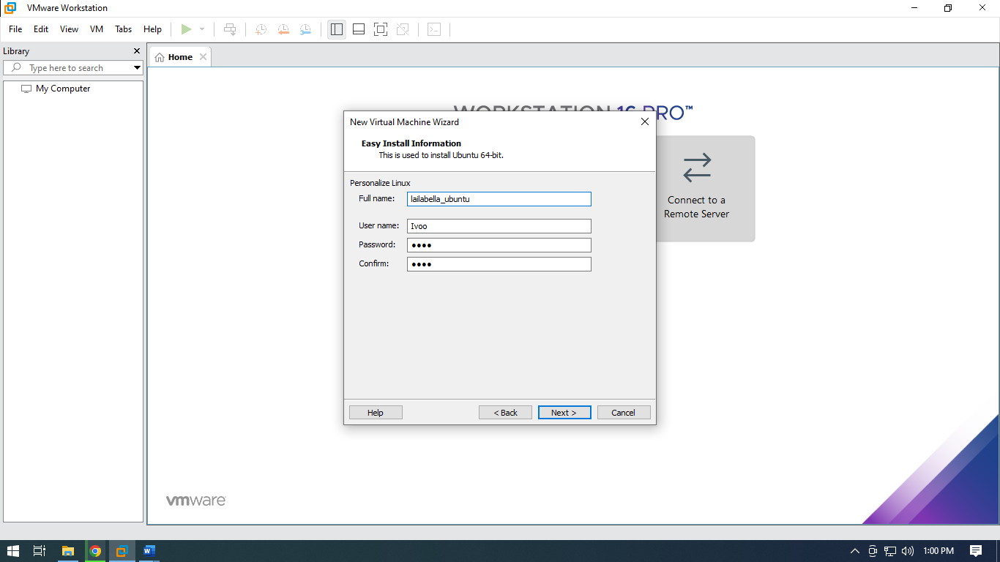 VMware Workstation
File Edit View VM Tabs Help
Library
Type here to search
My Computer
Home
WORKSTATION 16 PRO™
New Virtual Machine Wizard
Easy Install Information
This is used to install Ubuntu 64-bit.
Personalize Linux
Full name: lailabella_ubuntu
User name: Ivoo
Password: ●●●●
Confirm: ●●●●
Connect to a
Remote Server
Help < Back Next > Cancel
vmware
1:00 PM